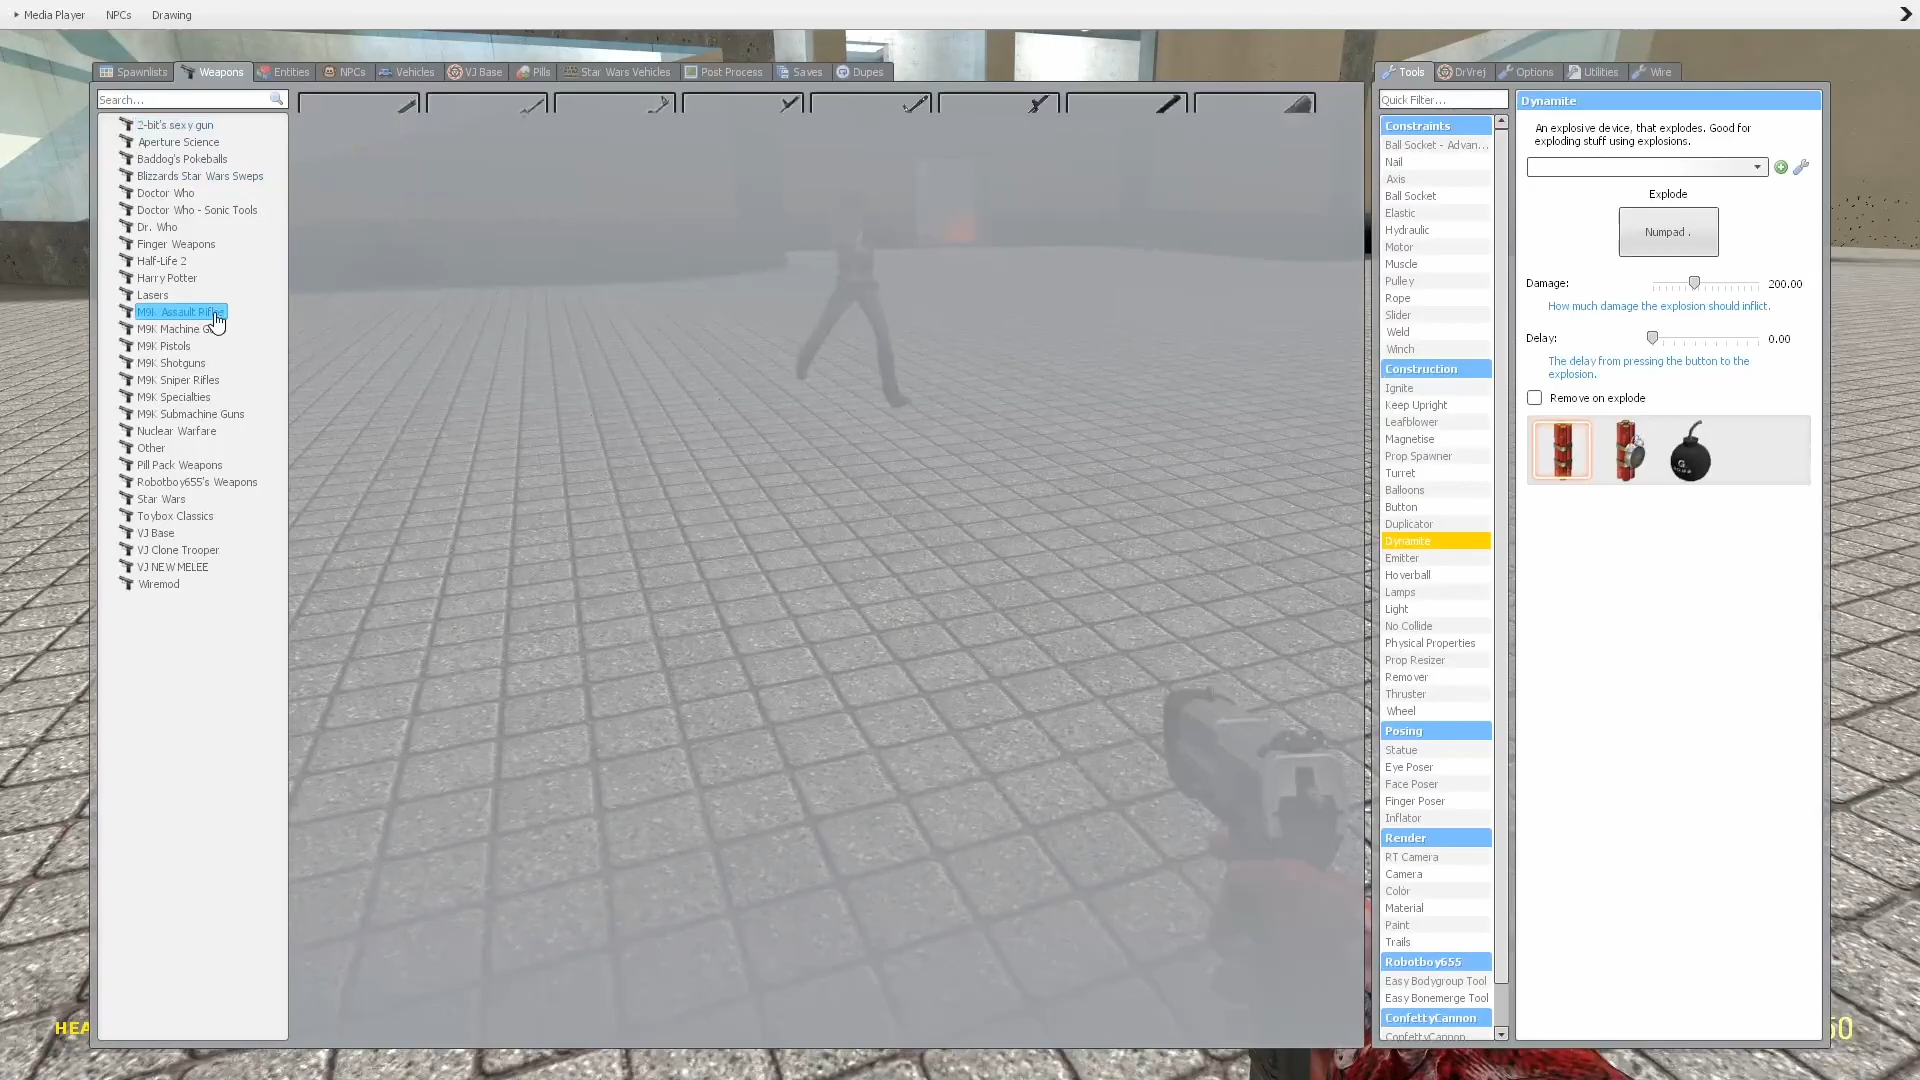 Media Player NPCs Drawing
Spawnlists Weapons Entities NPCs Vehicles VJ Base Pills Star Wars Vehicles Post Process Saves Dupes
Search...
2-bit's sexy gun
Aperture Science
Baddog's Pokeballs
Blizzards Star Wars Sweps
Doctor Who
Doctor Who - Sonic Tools
Dr. Who
Finger Weapons
Half-Life 2
Harry Potter
Lasers
M9K Assault Rifles
M9K Machine
M9K Pistols
M9K Shotguns
M9K Sniper Rifles
M9K Specialties
M9K Submachine Guns
Nuclear Warfare
Other
Pill Pack Weapons
Robotboy655's Weapons
Star Wars
Toybox Classics
VJ Base
VJ Clone Trooper
VJ NEW MELEE
Wiremod
Tools DrVrej Options Utilities Wire
Quick Filter...
Constraints
Ball Socket - Advan...
Nail
Axis
Ball Socket
Elastic
Hydraulic
Motor
Muscle
Pulley
Rope
Slider
Weld
Winch
Construction
Ignite
Keep Upright
Leafblower
Magnetise
Prop Spawner
Turret
Balloons
Button
Duplicator
Dynamite
Emitter
Hoverball
Lamps
Light
No Collide
Physical Properties
Prop Resizer
Remover
Thruster
Wheel
Posing
Statue
Eye Poser
Face Poser
Finger Poser
Inflator
Render
RT Camera
Camera
Color
Material
Paint
Trails
Robotboy655
Easy Bodygroup Tool
Easy Bonemerge Tool
ConfettyCannon
ConfettyCannon
Dynamite
An explosive device, that explodes. Good for
exploding stuff using explosions.
Explode
Numpad .
Damage: 200.00
How much damage the explosion should inflict.
Delay: 0.00
The delay from pressing the button to the
explosion.
Remove on explode